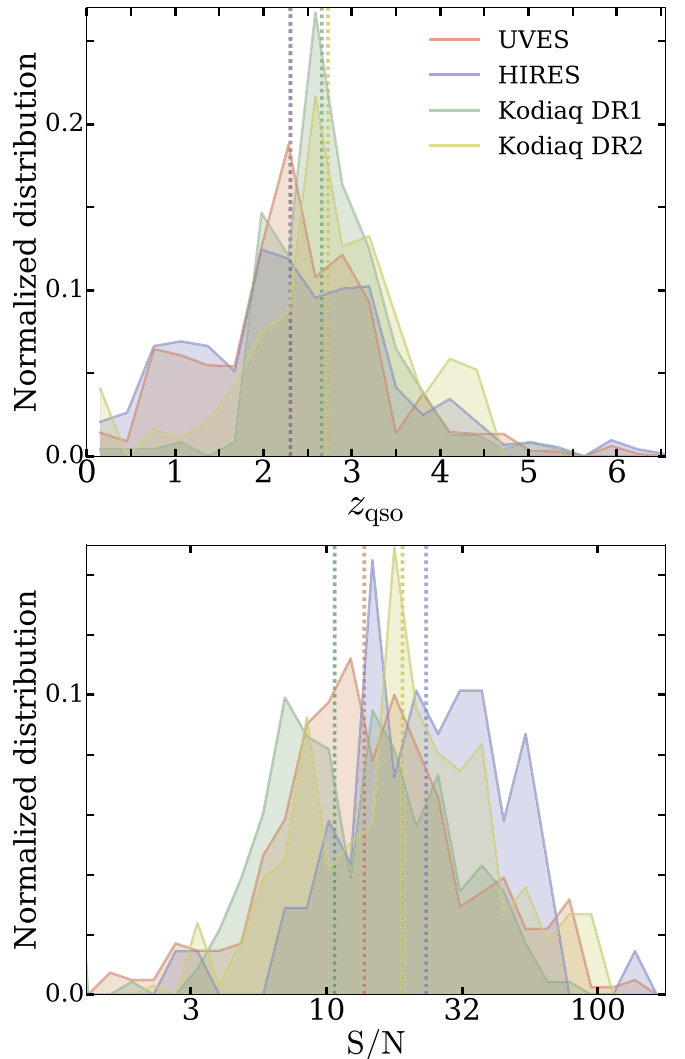 UVES
HIRES
Kodiaq DR1
Kodiaq DR2
Normalized distribution
0.2
0.1
0.0
0 1 2 3 4 5 6
z_qso
Normalized distribution
0.1
0.0
3 10 32 100
S/N